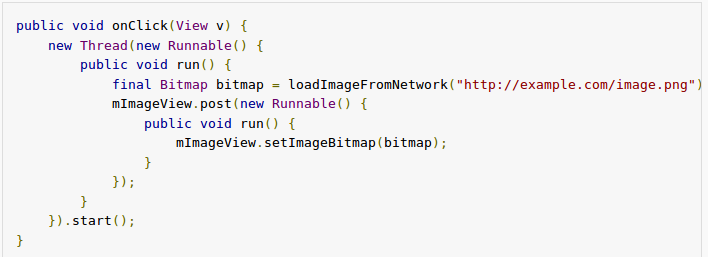 public void onClick(View v) {
    new Thread(new Runnable() {
        public void run() {
            final Bitmap bitmap = loadImageFromNetwork("http://example.com/image.png")
            mImageView.post(new Runnable() {
                public void run() {
                    mImageView.setImageBitmap(bitmap);
                }
            });
        }
    }).start();
}